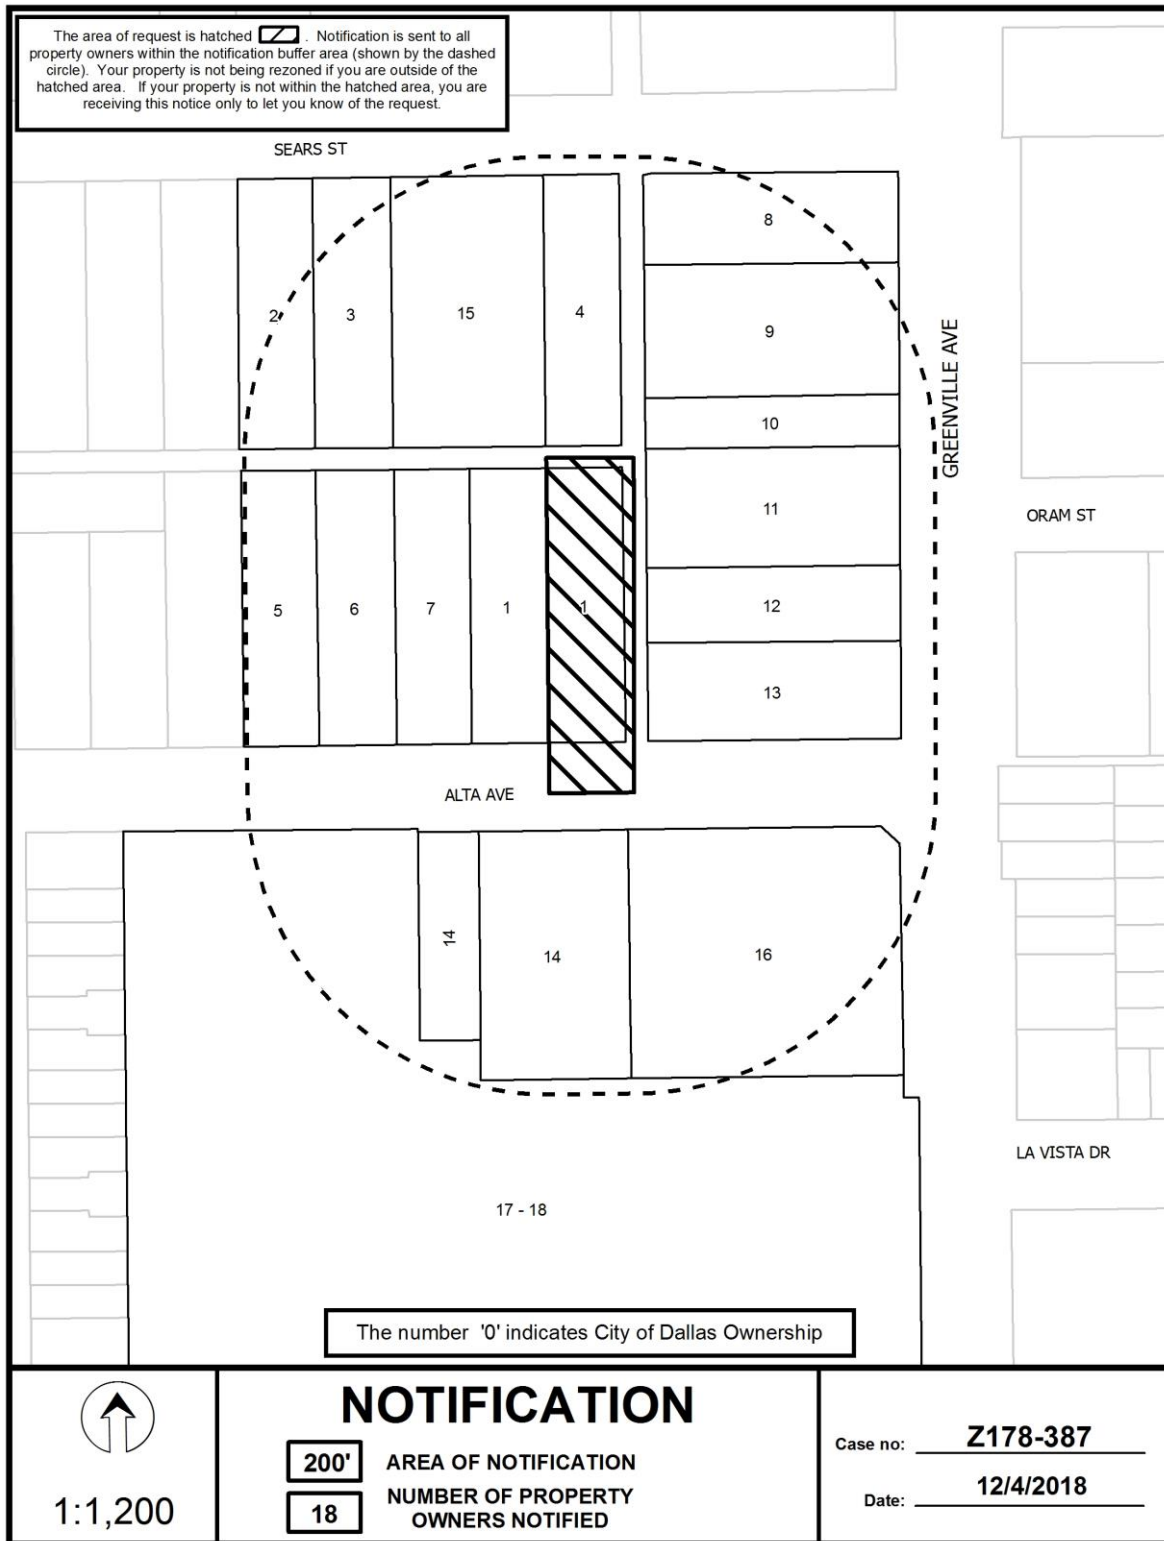 The area of request is hatched . Notification is sent to all
property owners within the notification buffer area (shown by the dashed
circle). Your property is not being rezoned if you are outside of the
hatched area. If your property is not within the hatched area, you are
receiving this notice only to let you know of the request.
SEARS ST
8
2
3
15
4
9
GREENVILLE AVE
10
11
ORAM ST
5
6
7
1
1
12
13
ALTA AVE
14
14
16
LA VISTA DR
17 - 18
The number '0' indicates City of Dallas Ownership
1:1,200
NOTIFICATION
200' AREA OF NOTIFICATION
18 NUMBER OF PROPERTY
OWNERS NOTIFIED
Case no: Z178-387
Date: 12/4/2018